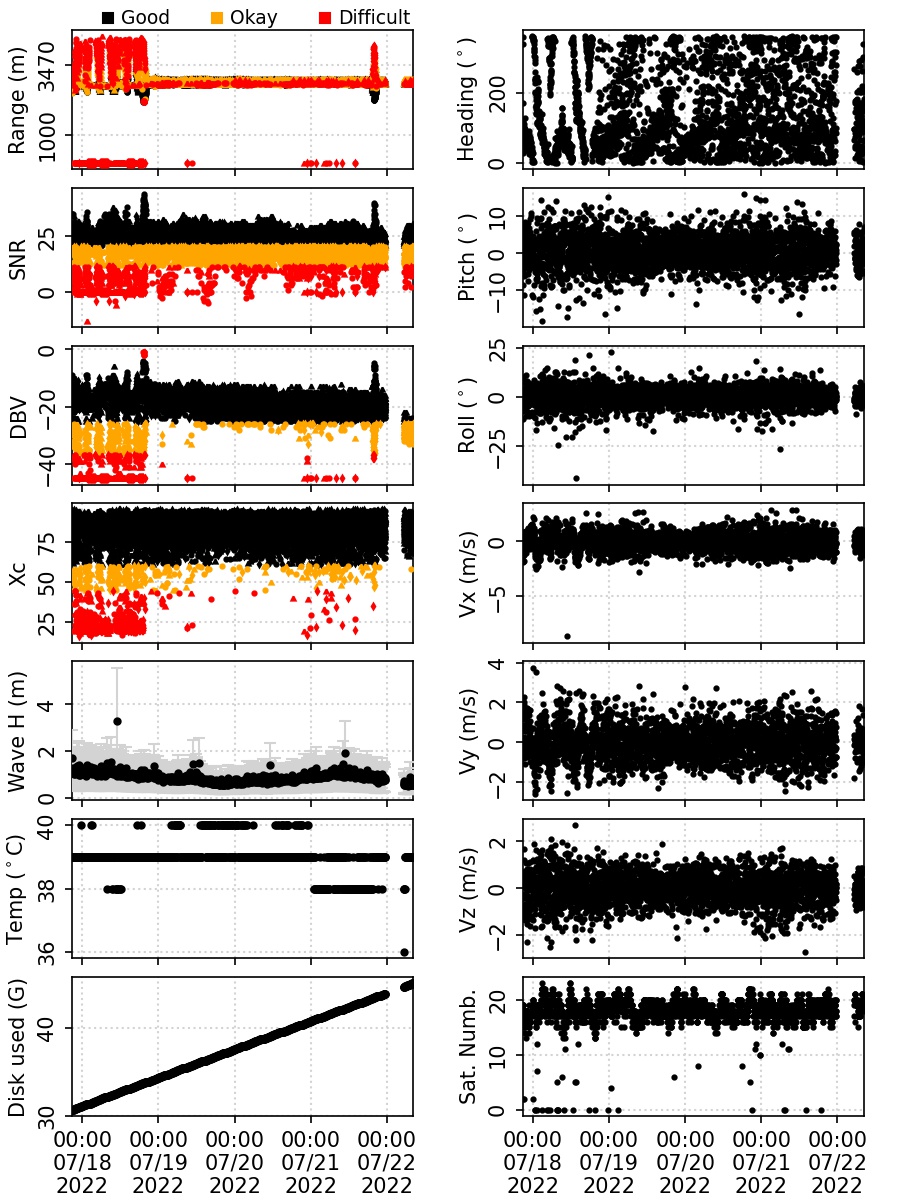 Good Okay Difficult
Range (m)
3470
1000
Heading (°)
200
0
SNR
25
0
Pitch (°)
10
0
−10
DBV
0
−20
−40
Roll (°)
25
0
−25
Xc
75
50
25
Vx (m/s)
0
−5
Wave H (m)
4
2
0
Vy (m/s)
4
2
0
−2
Temp (°C)
40
39
38
36
Vz (m/s)
2
0
−2
Disk used (G)
40
30
Sat. Numb.
20
10
0
00:00 00:00 00:00 00:00 00:00
07/18 07/19 07/20 07/21 07/22
2022 2022 2022 2022 2022
00:00 00:00 00:00 00:00 00:00
07/18 07/19 07/20 07/21 07/22
2022 2022 2022 2022 2022